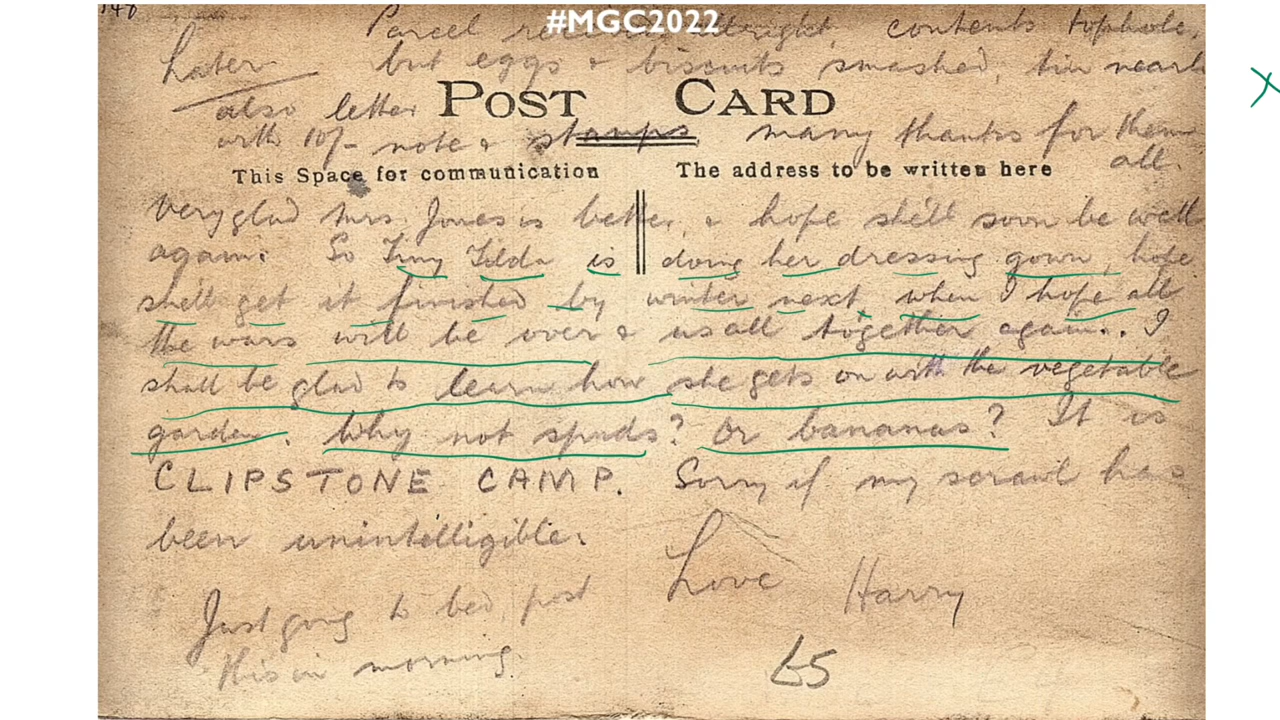 148
#MGC2022
Parcel received allright, contents tophole,
Later but eggs & biscuits smashed, tin nearly
also letter POST CARD
with 10/- note & stamps many thanks for them
all.
This Space for communication The address to be written here
Very glad Mrs. Jones is better, & hope she'll soon be well
again. So Tiny Tilda is doing her dressing gown, hope
she'll get it finished by winter next, when I hope all
the wars will be over & us all together again. I
shall be glad to learn how she gets on with the vegetable
garden. Why not spuds? Or bananas? It is
CLIPSTONE CAMP. Sorry if my scrawl has
been unintelligible.
Love Harry
Just going to bed post
this in morning.
65